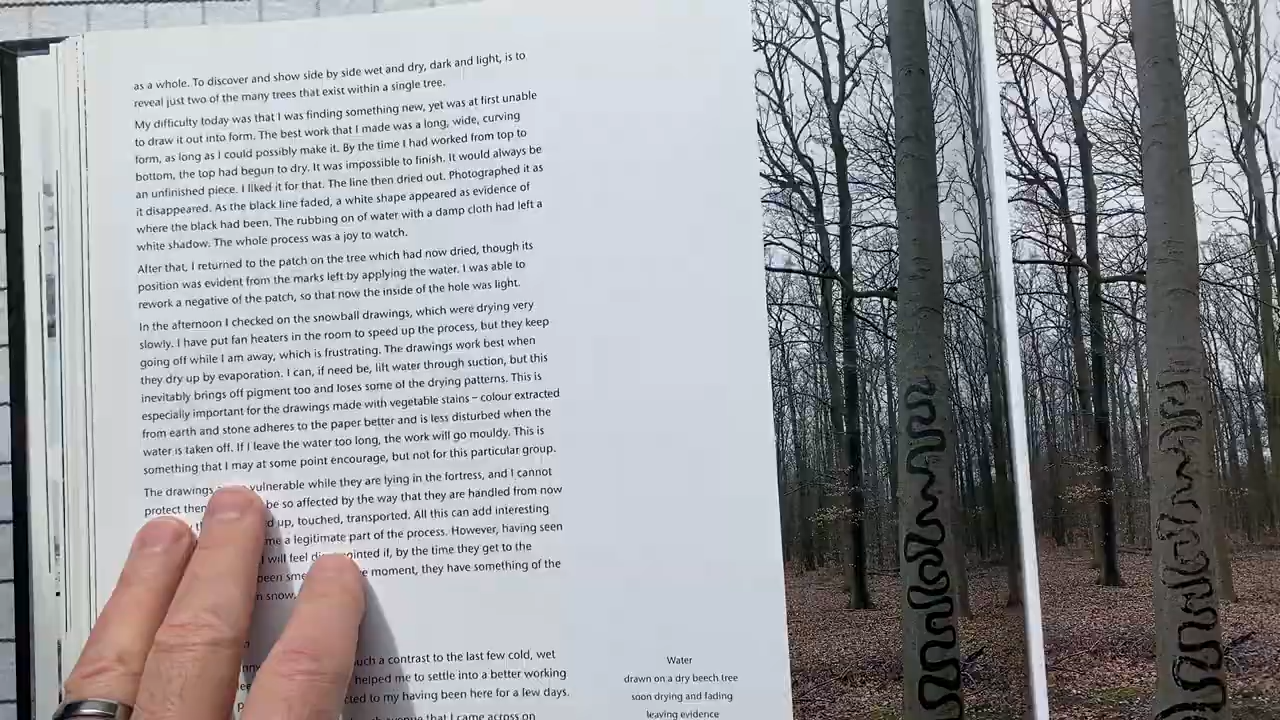 as a whole. To discover and show side by side wet and dry, dark and light, is to
reveal just two of the many trees that exist within a single tree.
My difficulty today was that I was finding something new, yet was at first unable
to draw it out into form. The best work that I made was a long, wide, curving
form, as long as I could possibly make it. By the time I had worked from top to
bottom, the top had begun to dry. It was impossible to finish. It would always be
an unfinished piece. I liked it for that. The line then dried out. Photographed it as
it disappeared. As the black line faded, a white shape appeared as evidence of
where the black had been. The rubbing on of water with a damp cloth had left a
white shadow. The whole process was a joy to watch.
After that, I returned to the patch on the tree which had now dried, though its
position was evident from the marks left by applying the water. I was able to
rework a negative of the patch, so that now the inside of the hole was light.
In the afternoon I checked on the snowball drawings, which were drying very
slowly. I have put fan heaters in the room to speed up the process, but they keep
going off while I am away, which is frustrating. The drawings work best when
they dry up by evaporation. I can, if need be, lift water through suction, but this
inevitably brings off pigment too and loses some of the drying patterns. This is
especially important for the drawings made with vegetable stains – colour extracted
from earth and stone adheres to the paper better and is less disturbed when the
water is taken off. If I leave the water too long, the work will go mouldy. This is
something that I may at some point encourage, but not for this particular group.
The drawings vulnerable while they are lying in the fortress, and I cannot
protect be so affected by the way that they are handled from now
up, touched, transported. All this can add interesting
me a legitimate part of the process. However, having seen
I will feel if, by the time they get to the
been moment, they have something of the
snow.
such a contrast to the last few cold, wet
helped me to settle into a better working
to my having been here for a few days.
avenue that I came across on
Water
drawn on a dry beech tree
soon drying and fading
leaving evidence